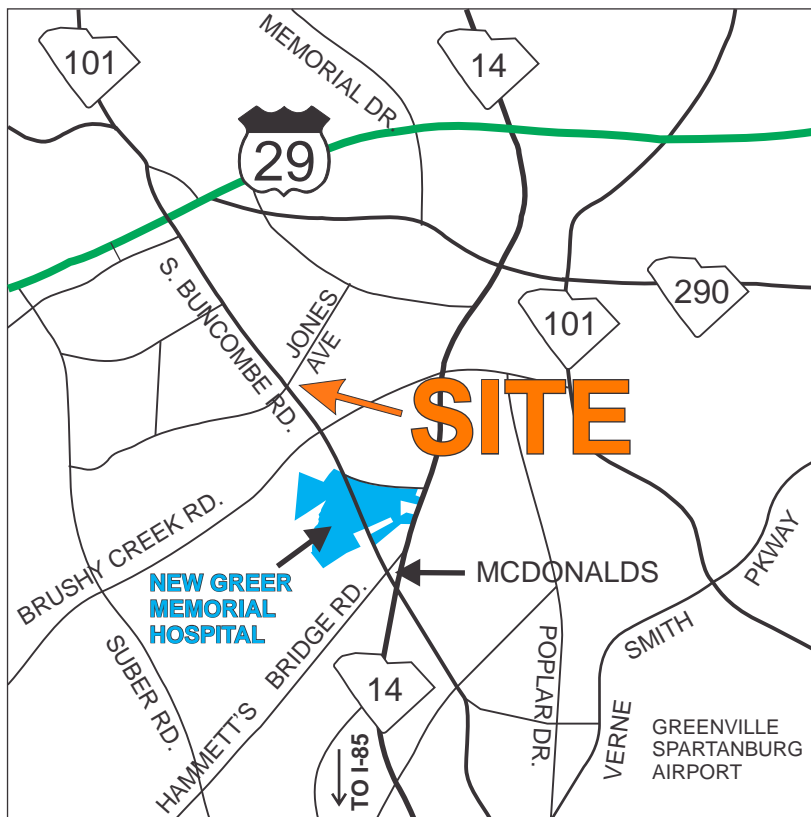 101
MEMORIAL DR.
14
29
S. BUNCOMBE RD.
JONES
AVE
101
290
SITE
BRUSHY CREEK RD.
NEW GREER
MEMORIAL
HOSPITAL
MCDONALDS
SUBER RD.
HAMMETT'S BRIDGE RD.
14
TO I-85
POPLAR DR.
VERNE SMITH PKWAY
GREENVILLE
SPARTANBURG
AIRPORT